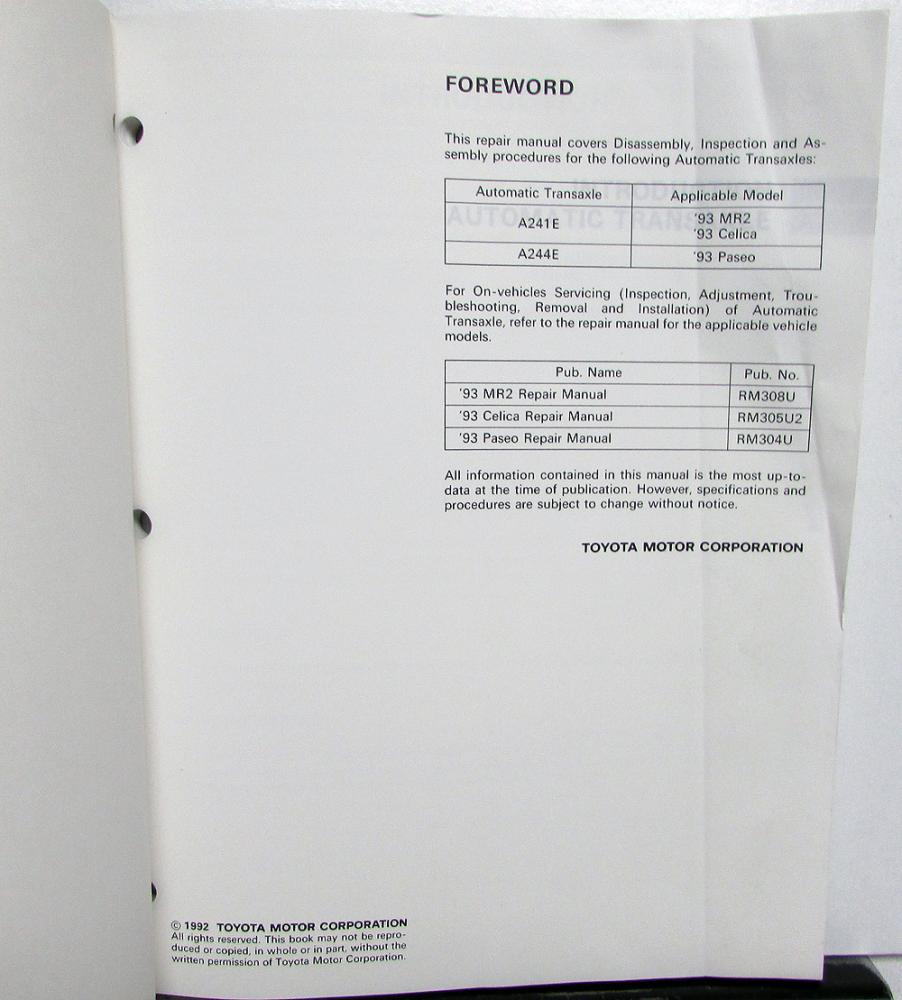 FOREWORD
This repair manual covers Disassembly, Inspection and As-
sembly procedures for the following Automatic Transaxles:
Automatic Transaxle Applicable Model
A241E '93 MR2
'93 Celica
A244E '93 Paseo
For On-vehicles Servicing (Inspection, Adjustment, Trou-
bleshooting, Removal and Installation) of Automatic
Transaxle, refer to the repair manual for the applicable vehicle
models.
Pub. Name Pub. No.
'93 MR2 Repair Manual RM308U
'93 Celica Repair Manual RM305U2
'93 Paseo Repair Manual RM304U
All information contained in this manual is the most up-to-
data at the time of publication. However, specifications and
procedures are subject to change without notice.
TOYOTA MOTOR CORPORATION
© 1992 TOYOTA MOTOR CORPORATION
All rights reserved. This book may not be repro-
duced or copied, in whole or in part, without the
written permission of Toyota Motor Corporation.